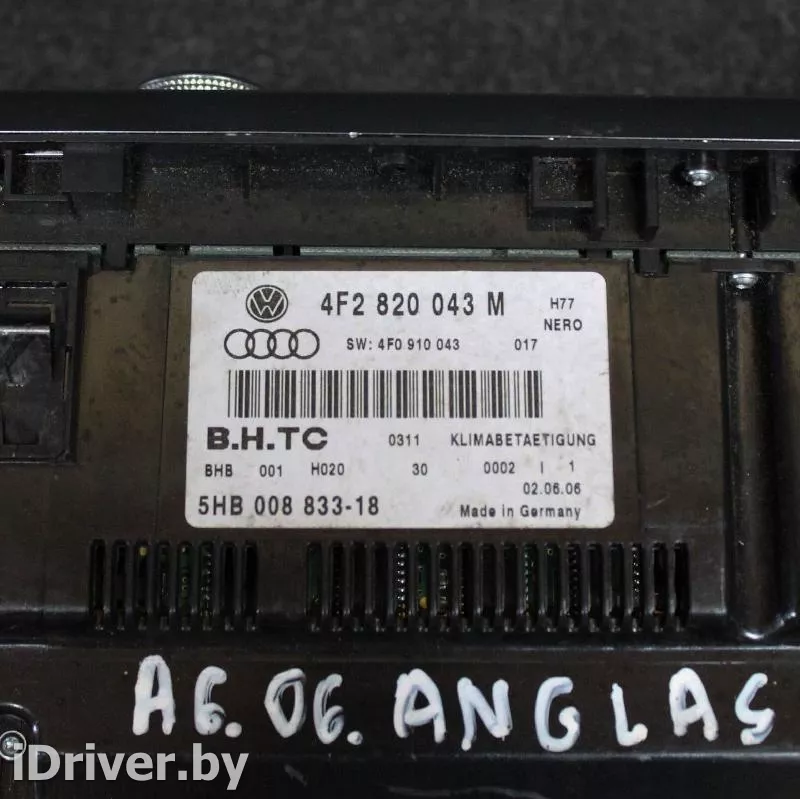 4F2 820 043 M H77
NERO
SW: 4F0 910 043 017
B.H.TC 0311 KLIMABETAETIGUNG
BHB 001 H020 30 0002 I 1
02.06.06
5HB 008 833-18 Made in Germany
A6.06.ANGLAS
iDriver.by